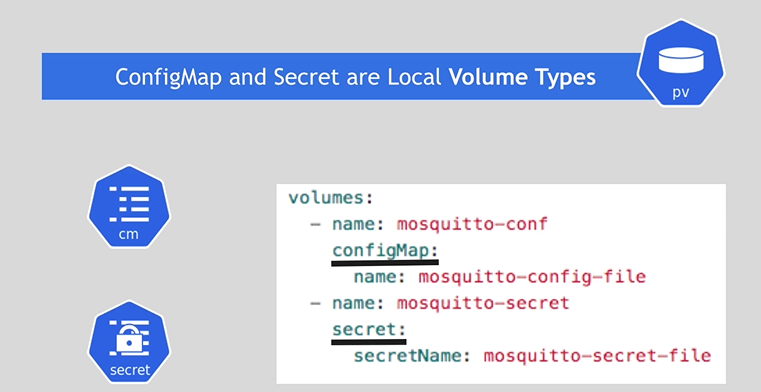 ConfigMap and Secret are Local Volume Types
pv
cm
secret
volumes:
  - name: mosquitto-conf
    configMap:
      name: mosquitto-config-file
  - name: mosquitto-secret
    secret:
      secretName: mosquitto-secret-file